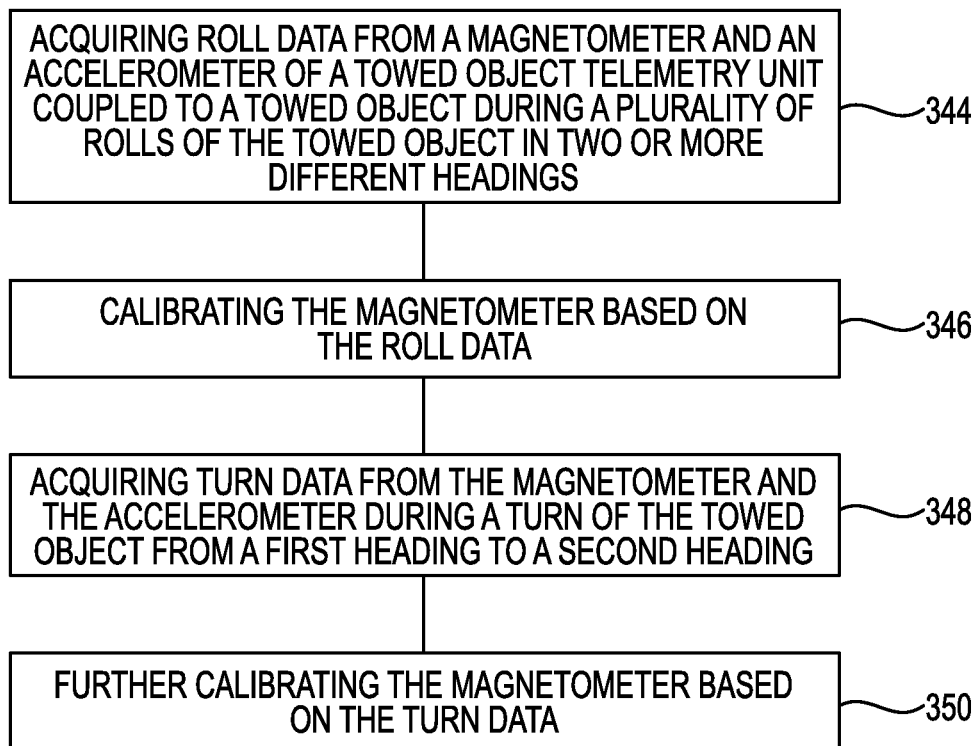 ACQUIRING ROLL DATA FROM A MAGNETOMETER AND AN
ACCELEROMETER OF A TOWED OBJECT TELEMETRY UNIT
COUPLED TO A TOWED OBJECT DURING A PLURALITY OF
ROLLS OF THE TOWED OBJECT IN TWO OR MORE
DIFFERENT HEADINGS
344
CALIBRATING THE MAGNETOMETER BASED ON
THE ROLL DATA
346
ACQUIRING TURN DATA FROM THE MAGNETOMETER AND
THE ACCELEROMETER DURING A TURN OF THE TOWED
OBJECT FROM A FIRST HEADING TO A SECOND HEADING
348
FURTHER CALIBRATING THE MAGNETOMETER BASED
ON THE TURN DATA
350